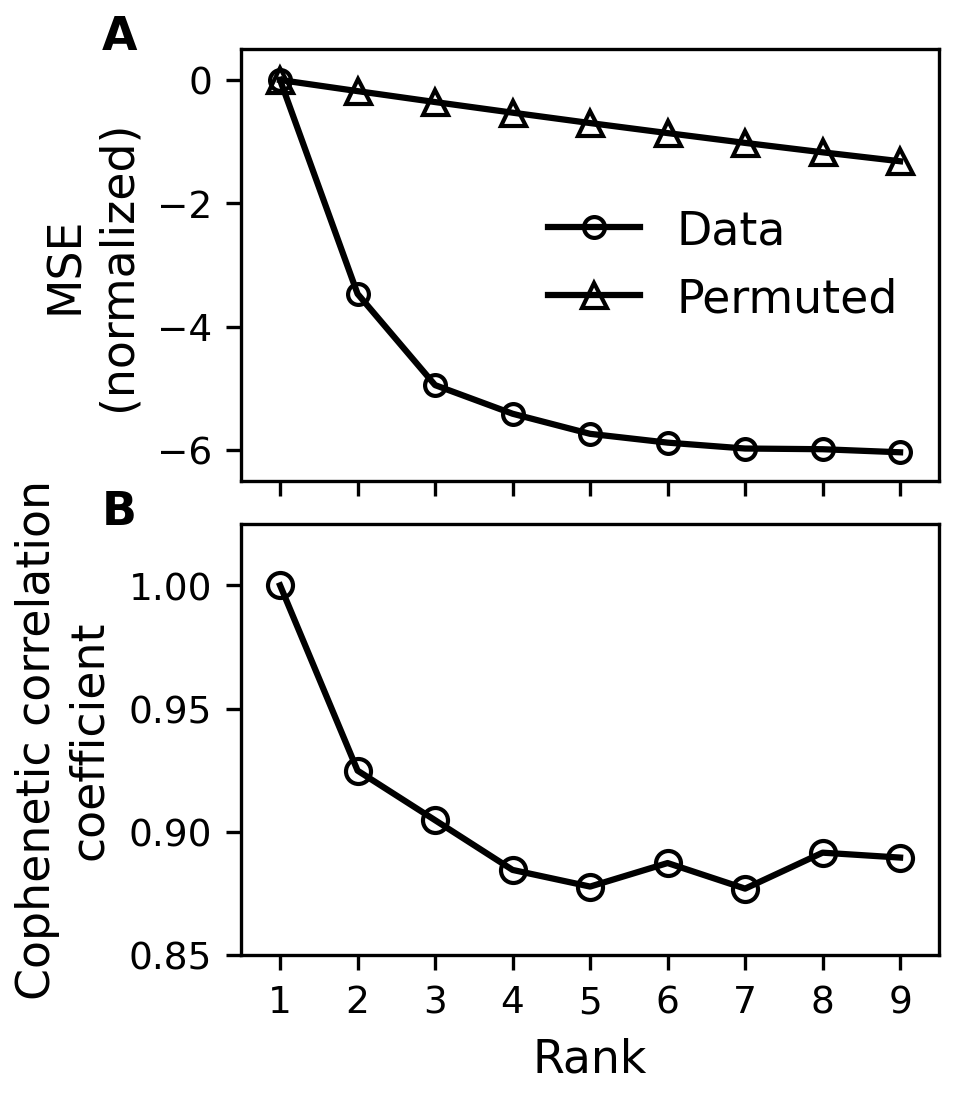 A
0
−2
−4
−6
MSE
(normalized)
Data
Permuted
B
1.00
0.95
0.90
0.85
Cophenetic correlation
coefficient
1 2 3 4 5 6 7 8 9
Rank